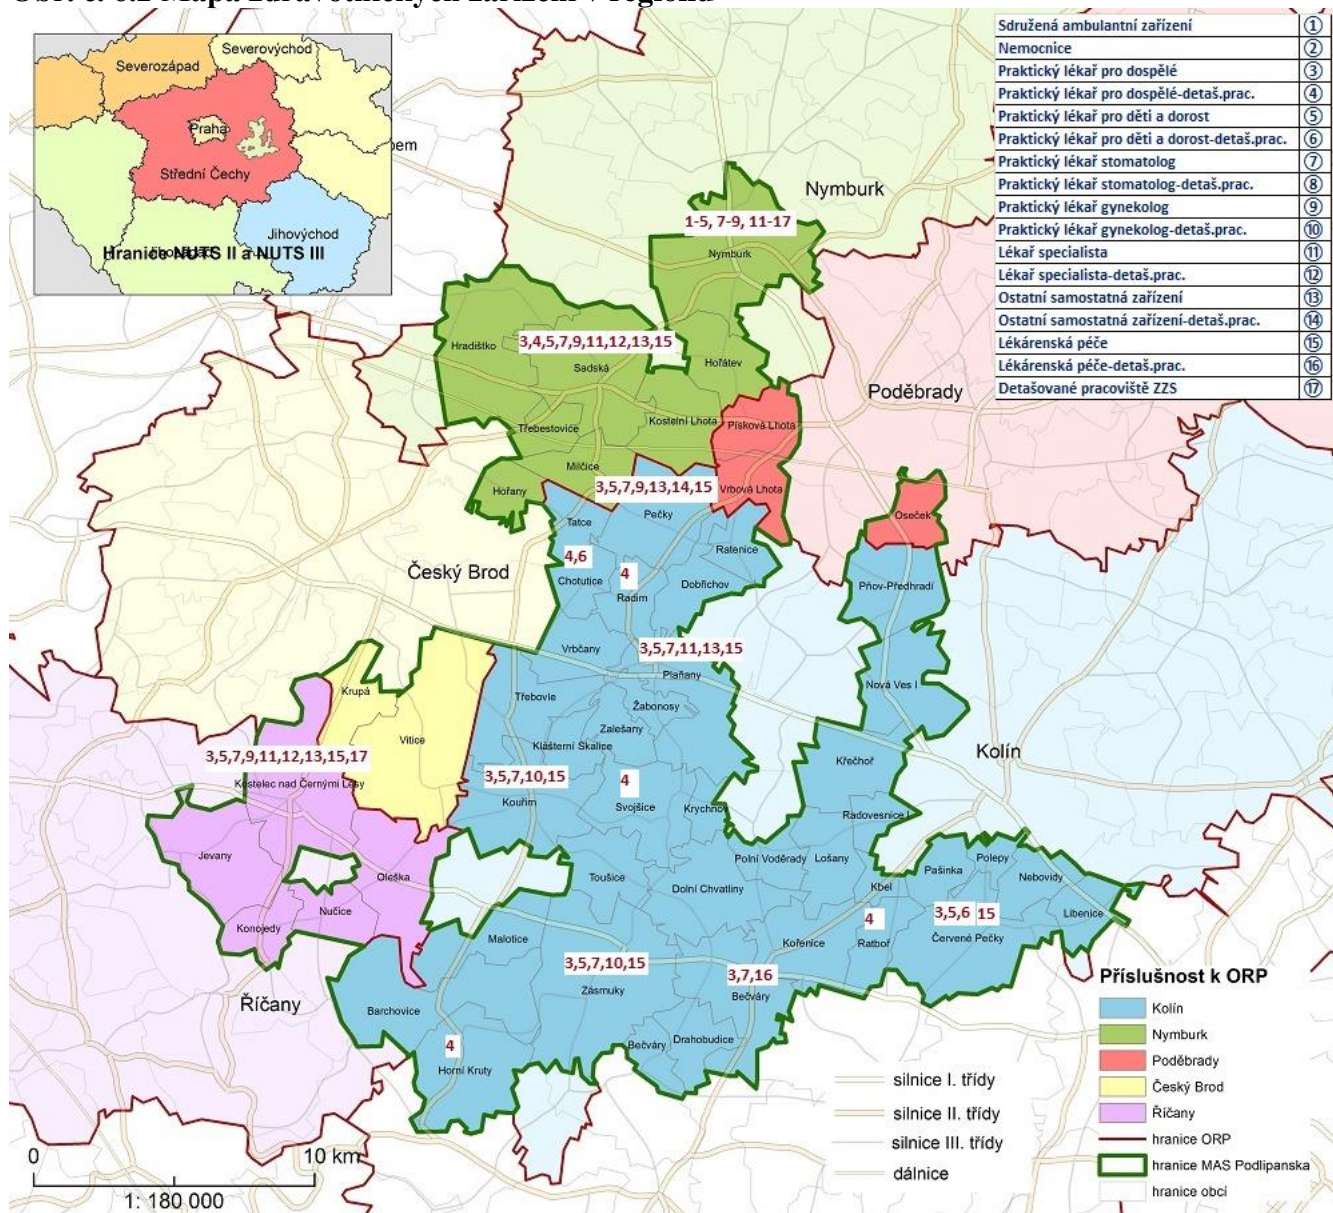 Severovýchod
Severozápad
Praha
Střední Čechy
Jihovýchod
Hranice NUTS II a NUTS III
Sdružená ambulantní zařízení 1
Nemocnice 2
Praktický lékař pro dospělé 3
Praktický lékař pro dospělé-detaš.prac. 4
Praktický lékař pro děti a dorost 5
Praktický lékař pro děti a dorost-detaš.prac. 6
Praktický lékař stomatolog 7
Praktický lékař stomatolog-detaš.prac. 8
Praktický lékař gynekolog 9
Praktický lékař gynekolog-detaš.prac. 10
Lékař specialista 11
Lékař specialista-detaš.prac. 12
Ostatní samostatná zařízení 13
Ostatní samostatná zařízení-detaš.prac. 14
Lékárenská péče 15
Lékárenská péče-detaš.prac. 16
Detašované pracoviště ZZS 17
Nymburk
1-5, 7-9, 11-17
Nymburk
Hradištko
3,4,5,7,9,11,12,13,15
Sadská
Hořátev
Poděbrady
Třebestovice
Kostelní Lhota
Písková Lhota
Milčice
Hořany
3,5,7,9,13,14,15
Vrbová Lhota
Pečky
Oseček
Tatce
Ratenice
4,6
Český Brod
Chotutice
4
Radim
Dobřichov
Pňov-Předhradí
Vrbčany
3,5,7,11,13,15
Plaňany
Krupá
Třebovle
Žabonosy
Nová Ves I
Vitice
Zalešany
Klášterní Skalice
Kolín
3,5,7,9,11,12,13,15,17
Kostelec nad Černými Lesy
3,5,7,10,15
Kouřim
4
Svojšice
Krychnov
Křečhoř
Radovesnice I
Jevany
Oleška
Toušice
Polní Voděrady
Lošany
Dolní Chvatliny
Kbel
Pašinka
Polepy
Nebovidy
Nučice
Konojedy
Malotice
Kořenice
4
Ratboř
3,5,6
15
Červené Pečky
Libenice
3,5,7,10,15
Zásmuky
3,7,16
Bečváry
Říčany
Barchovice
4
Horní Kruty
Bečváry
Drahobudice
Příslušnost k ORP
Kolín
Nymburk
Poděbrady
Český Brod
Říčany
hranice ORP
hranice MAS Podlipanska
hranice obcí
silnice I. třídy
silnice II. třídy
silnice III. třídy
dálnice
0 10 km
1: 180 000